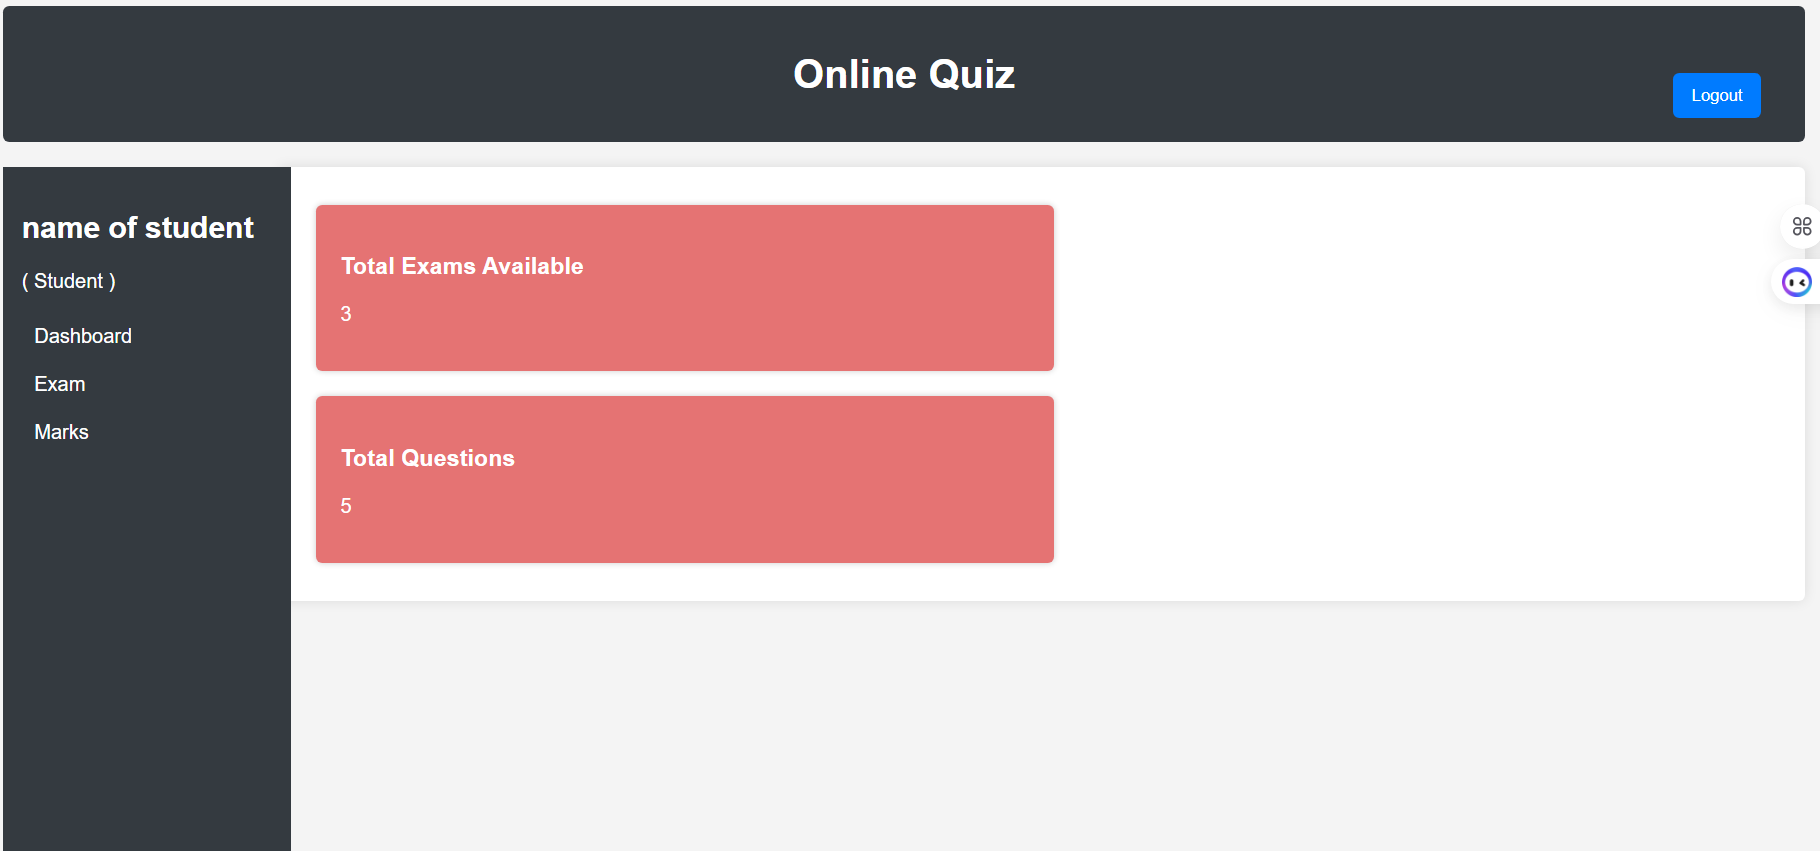 Online Quiz
Logout
name of student
( Student )
Dashboard
Exam
Marks
Total Exams Available
3
Total Questions
5